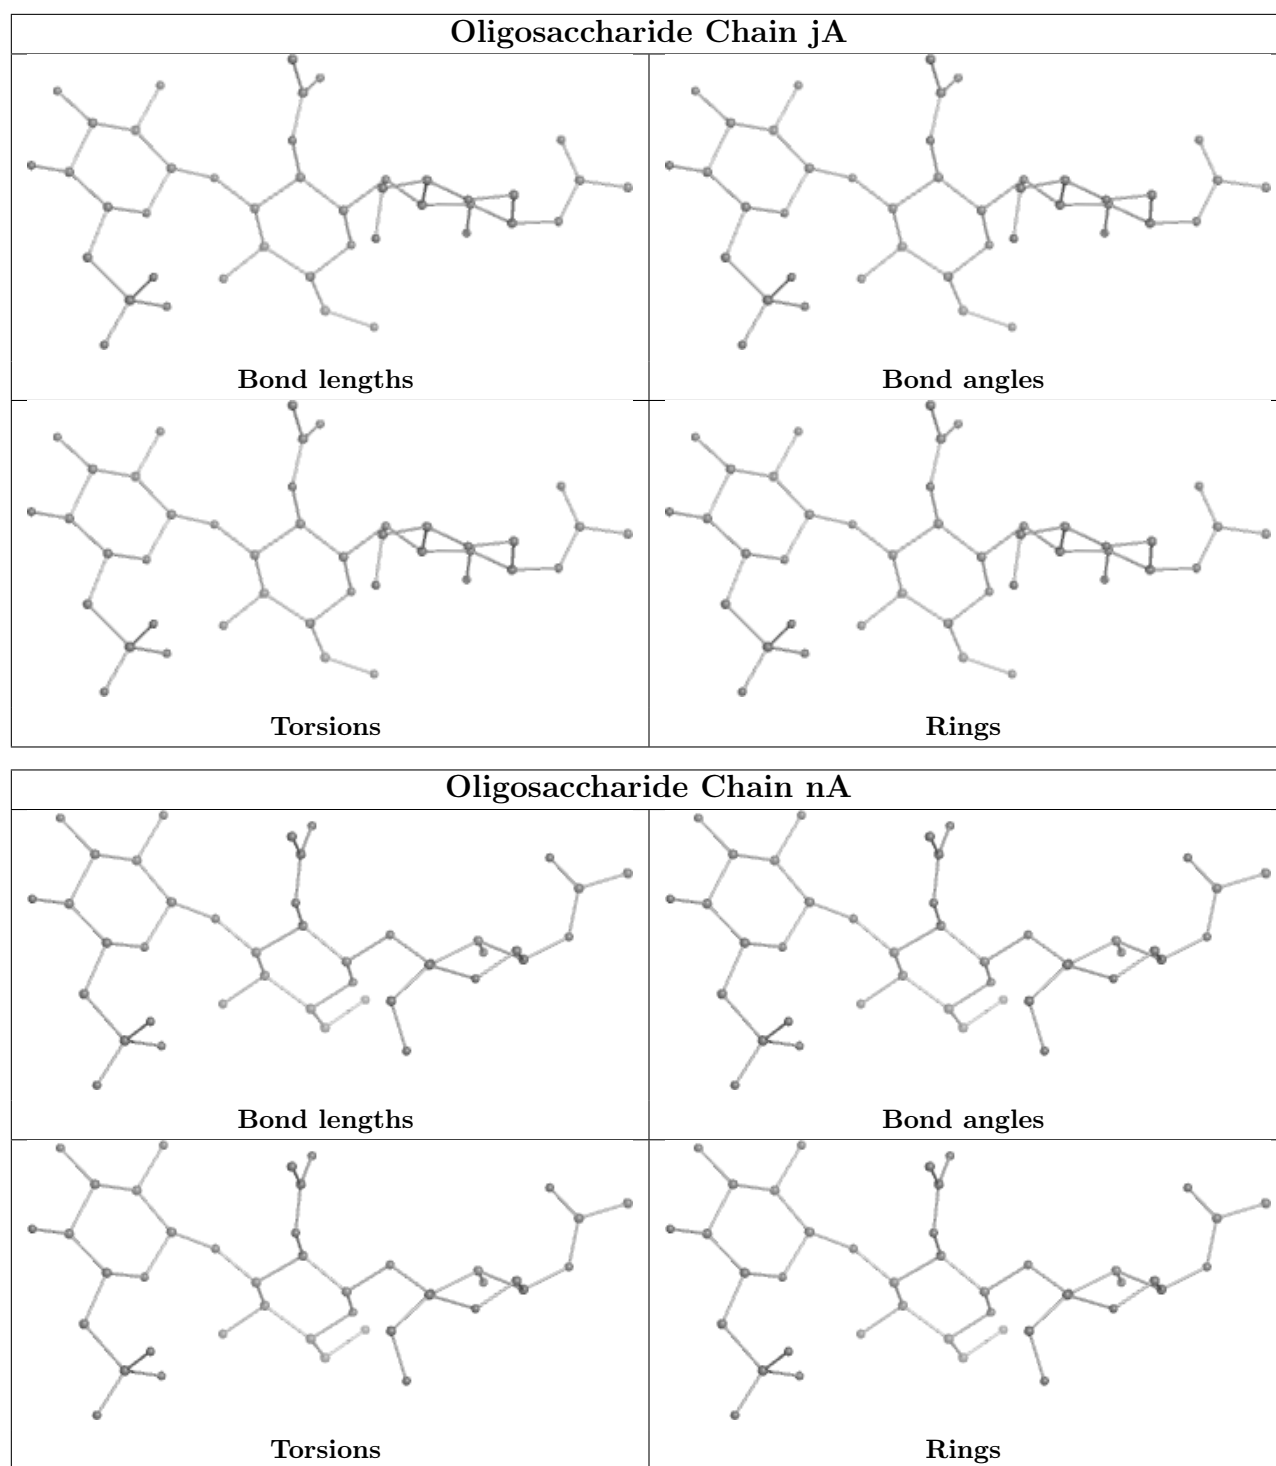 Oligosaccharide Chain jA
Bond lengths
Bond angles
Torsions
Rings
Oligosaccharide Chain nA
Bond lengths
Bond angles
Torsions
Rings